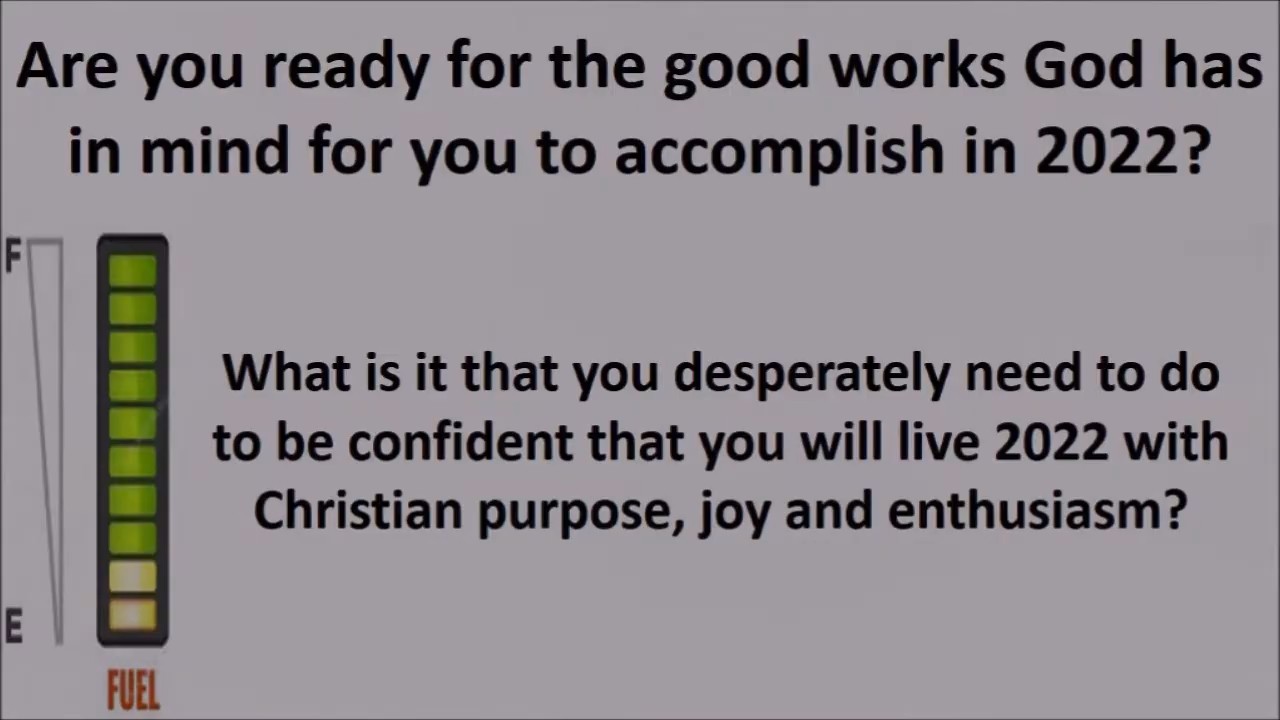 Are you ready for the good works God has
in mind for you to accomplish in 2022?
F
What is it that you desperately need to do
to be confident that you will live 2022 with
Christian purpose, joy and enthusiasm?
E
FUEL